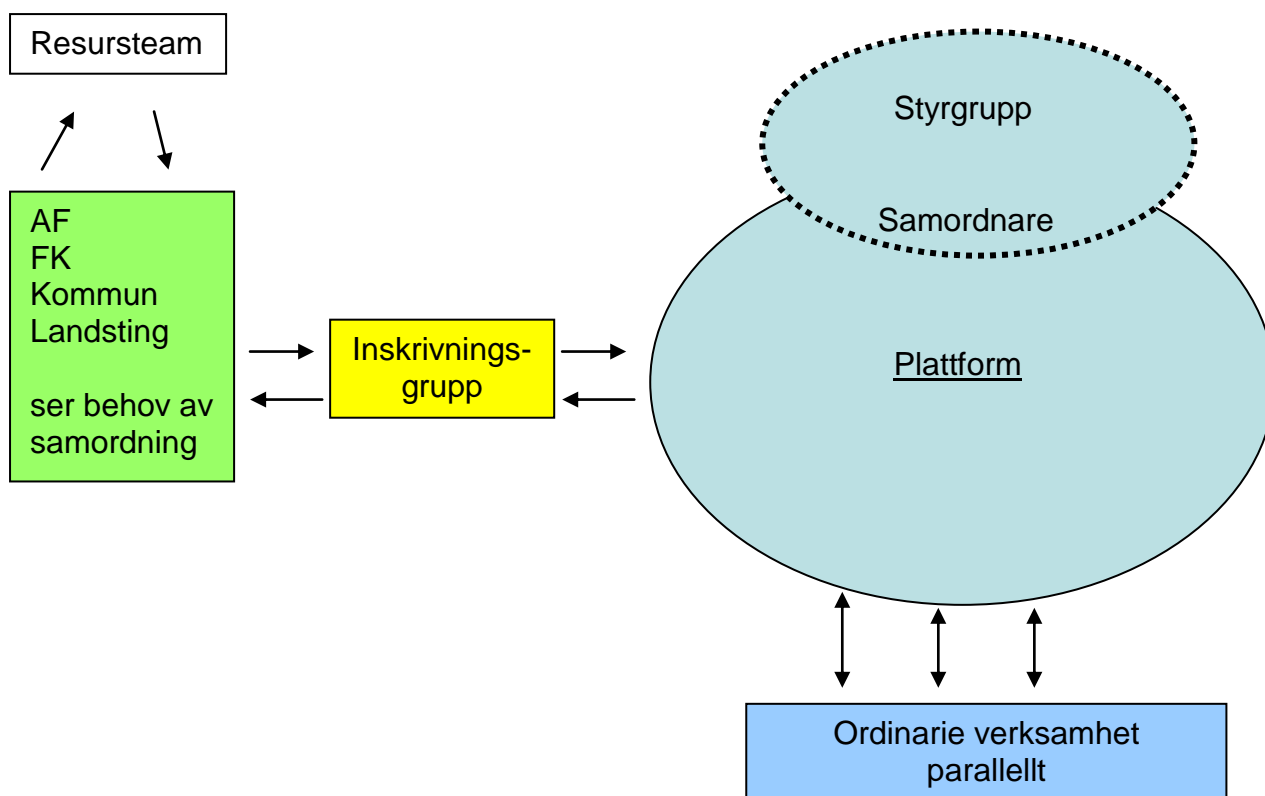 Resursteam
AF
FK
Kommun
Landsting
ser behov av
samordning
Inskrivnings-
grupp
Styrgrupp
Samordnare
Plattform
Ordinarie verksamhet
parallellt